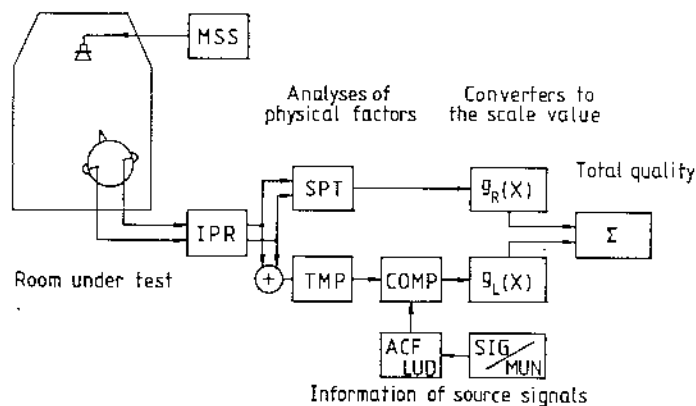 MSS
Analyses of
physical factors
Converters to
the scale value
SPT
g_R(X)
Total quality
IPR
Σ
+
TMP
COMP
g_L(X)
Room under test
ACF
LUD
SIG
MUN
Information of source signals